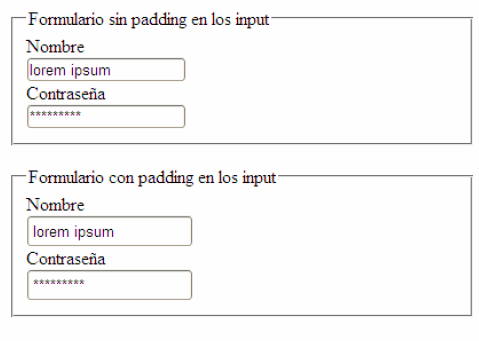 Formulario sin padding en los input
Nombre
lorem ipsum
Contraseña
*********
Formulario con padding en los input
Nombre
lorem ipsum
Contraseña
*********